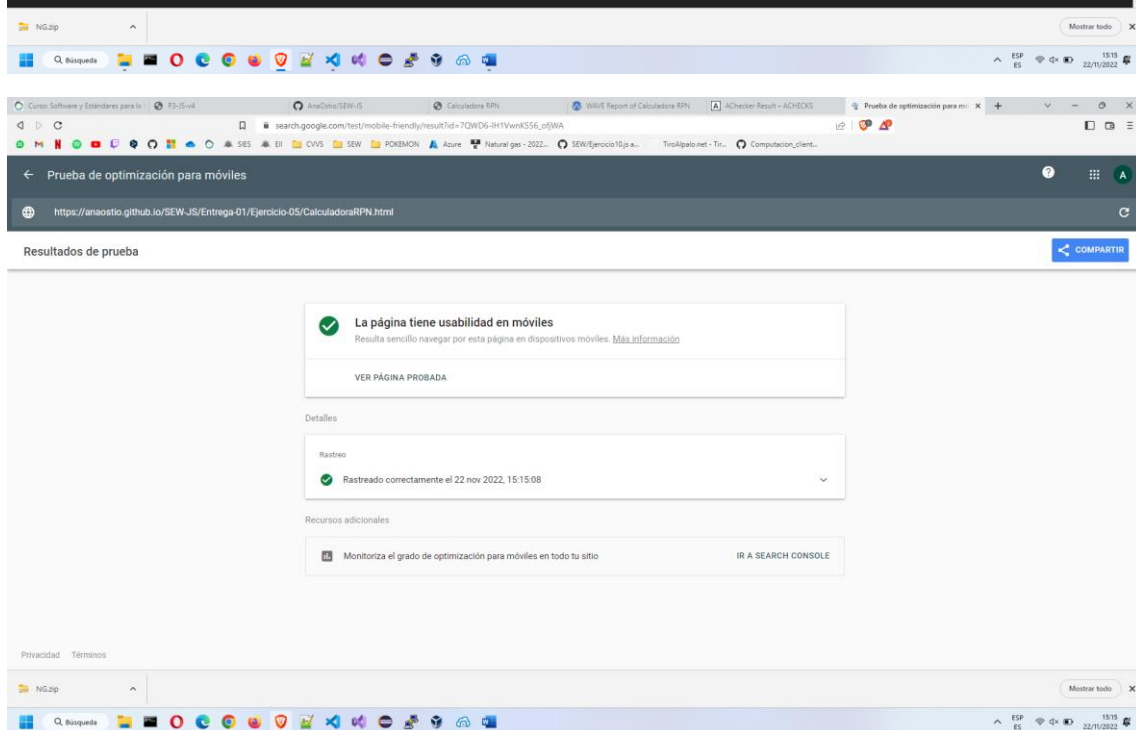 NG.zip
Mostrar todo
Búsqueda
ESP
ES
15:15
22/11/2022
Curso: Software y Estándares para la
P3-JS-v4
AnaOstio/SEW-JS
Calculadora RPN
WAVE Report of Calculadora RPN
AChecker Result – ACHECKS
Prueba de optimización para mó
search.google.com/test/mobile-friendly/result?id=7QWD6-IH1VwnKS56_ofjWA
SIES
EII
CVVS
SEW
POKEMON
Azure
Natural gas - 2022...
SEW/Ejercicio10.js a...
TiroAlpalo.net - Tir...
Computacion_client...
Prueba de optimización para móviles
A
https://anaostio.github.io/SEW-JS/Entrega-01/Ejercicio-05/CalculadoraRPN.html
Resultados de prueba
COMPARTIR
La página tiene usabilidad en móviles
Resulta sencillo navegar por esta página en dispositivos móviles. Más información
VER PÁGINA PROBADA
Detalles
Rastreo
Rastreado correctamente el 22 nov 2022, 15:15:08
Recursos adicionales
Monitoriza el grado de optimización para móviles en todo tu sitio
IR A SEARCH CONSOLE
Privacidad Términos
NG.zip
Mostrar todo
Búsqueda
ESP
ES
15:15
22/11/2022